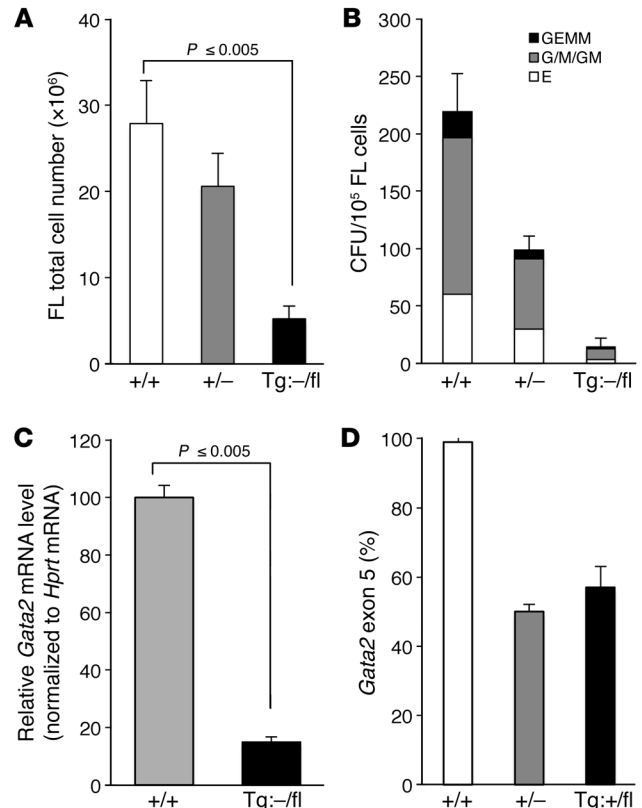 A
FL total cell number (×10⁶)
40
30
20
10
0
P ≤ 0.005
+/+
+/–
Tg:–/fl
B
CFU/10⁵ FL cells
300
250
200
150
100
50
0
GEMM
G/M/GM
E
+/+
+/–
Tg:–/fl
C
Relative Gata2 mRNA level
(normalized to Hprt mRNA)
120
100
80
60
40
20
0
P ≤ 0.005
+/+
Tg:–/fl
D
Gata2 exon 5 (%)
100
80
60
40
20
0
+/+
+/–
Tg:+/fl